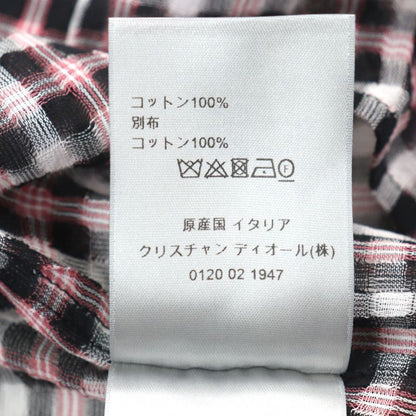 コットン100%
別布
コットン100%
原産国 イタリア
クリスチャン ディオール(株)
0120 02 1947